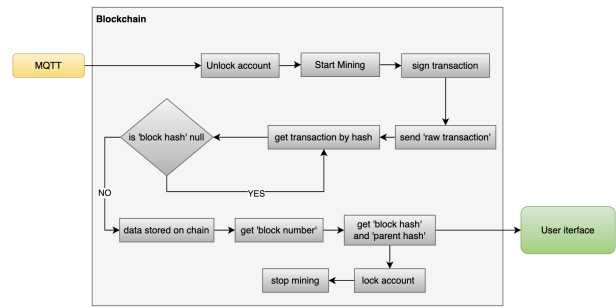 Blockchain
MQTT
Unlock account
Start Mining
sign transaction
is 'block hash' null
get transaction by hash
send 'raw transaction'
NO
YES
data stored on chain
get 'block number'
get 'block hash'
and 'parent hash'
User iterface
stop mining
lock account